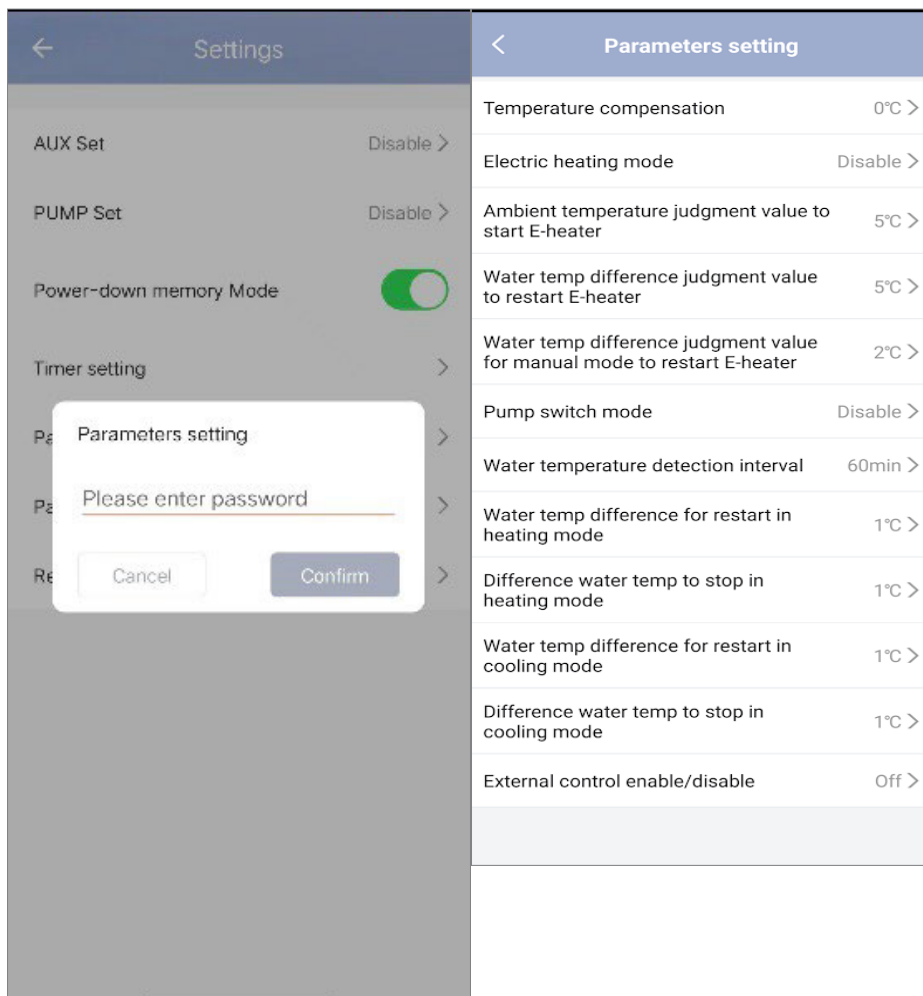 Settings
AUX Set
Disable
PUMP Set
Disable
Power-down memory Mode
Timer setting
Pa
Parameters setting
Pa
Please enter password
Re
Cancel
Confirm
Parameters setting
Temperature compensation
0℃
Electric heating mode
Disable
Ambient temperature judgment value to
start E-heater
5℃
Water temp difference judgment value
to restart E-heater
5℃
Water temp difference judgment value
for manual mode to restart E-heater
2℃
Pump switch mode
Disable
Water temperature detection interval
60min
Water temp difference for restart in
heating mode
1℃
Difference water temp to stop in
heating mode
1℃
Water temp difference for restart in
cooling mode
1℃
Difference water temp to stop in
cooling mode
1℃
External control enable/disable
Off